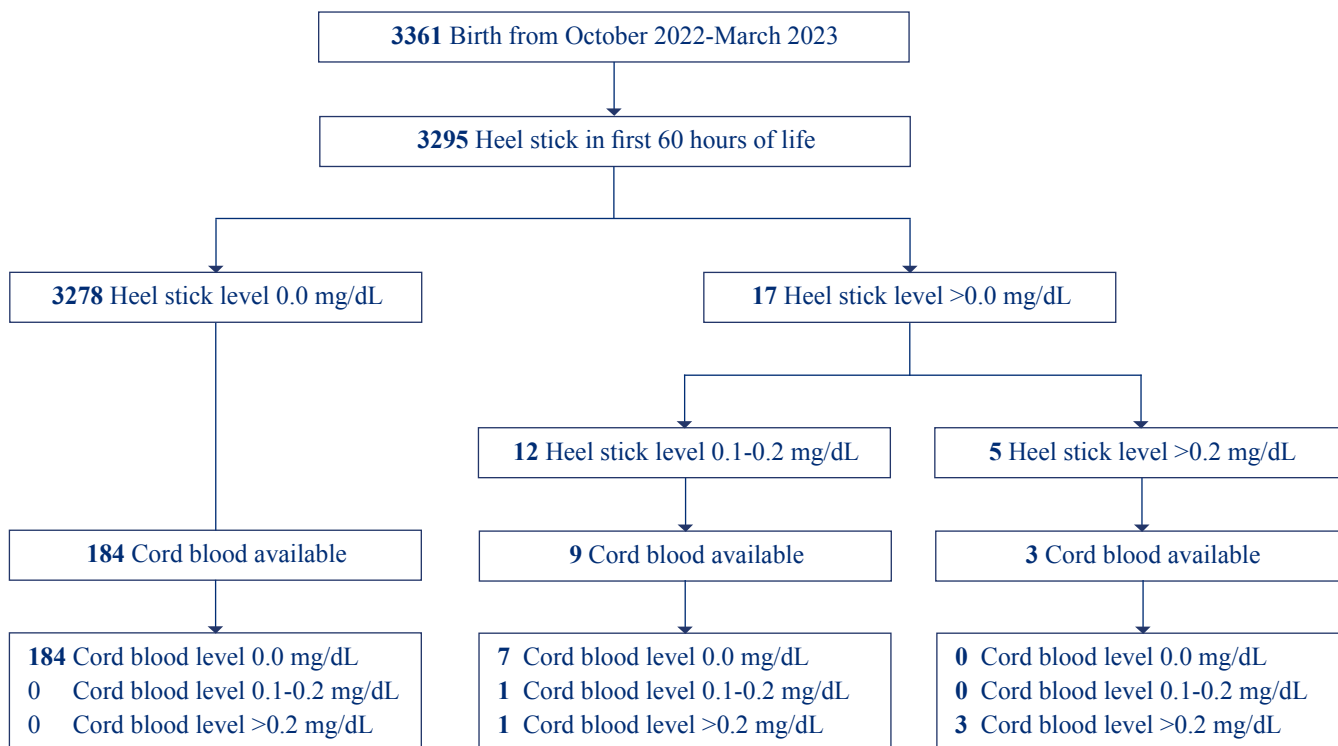 3361 Birth from October 2022-March 2023
3295 Heel stick in first 60 hours of life
3278 Heel stick level 0.0 mg/dL
17 Heel stick level >0.0 mg/dL
12 Heel stick level 0.1-0.2 mg/dL
5 Heel stick level >0.2 mg/dL
184 Cord blood available
9 Cord blood available
3 Cord blood available
184 Cord blood level 0.0 mg/dL
0 Cord blood level 0.1-0.2 mg/dL
0 Cord blood level >0.2 mg/dL
7 Cord blood level 0.0 mg/dL
1 Cord blood level 0.1-0.2 mg/dL
1 Cord blood level >0.2 mg/dL
0 Cord blood level 0.0 mg/dL
0 Cord blood level 0.1-0.2 mg/dL
3 Cord blood level >0.2 mg/dL